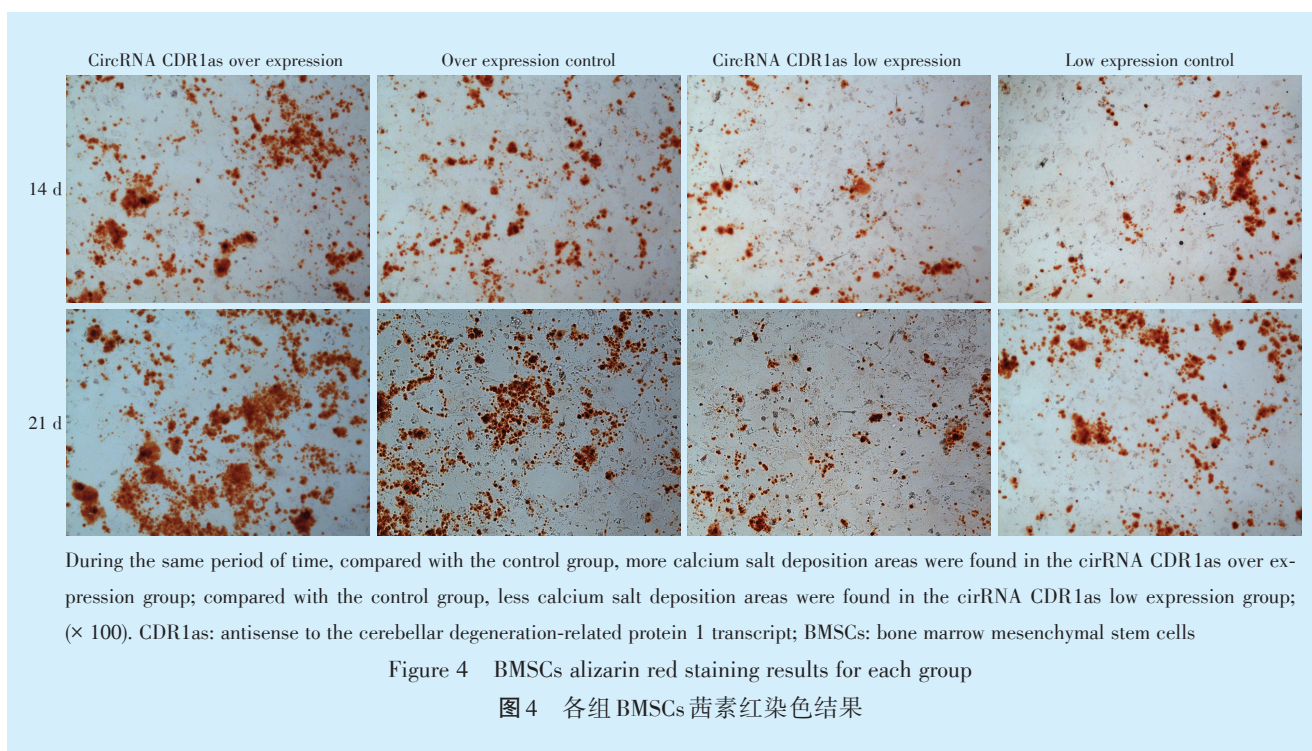 CircRNA CDR1as over expression Over expression control CircRNA CDR1as low expression Low expression control
14 d
21 d
During the same period of time, compared with the control group, more calcium salt deposition areas were found in the cirRNA CDR1as over ex-
pression group; compared with the control group, less calcium salt deposition areas were found in the cirRNA CDR1as low expression group;
(× 100). CDR1as: antisense to the cerebellar degeneration-related protein 1 transcript; BMSCs: bone marrow mesenchymal stem cells
Figure 4 BMSCs alizarin red staining results for each group
图4 各组BMSCs茜素红染色结果